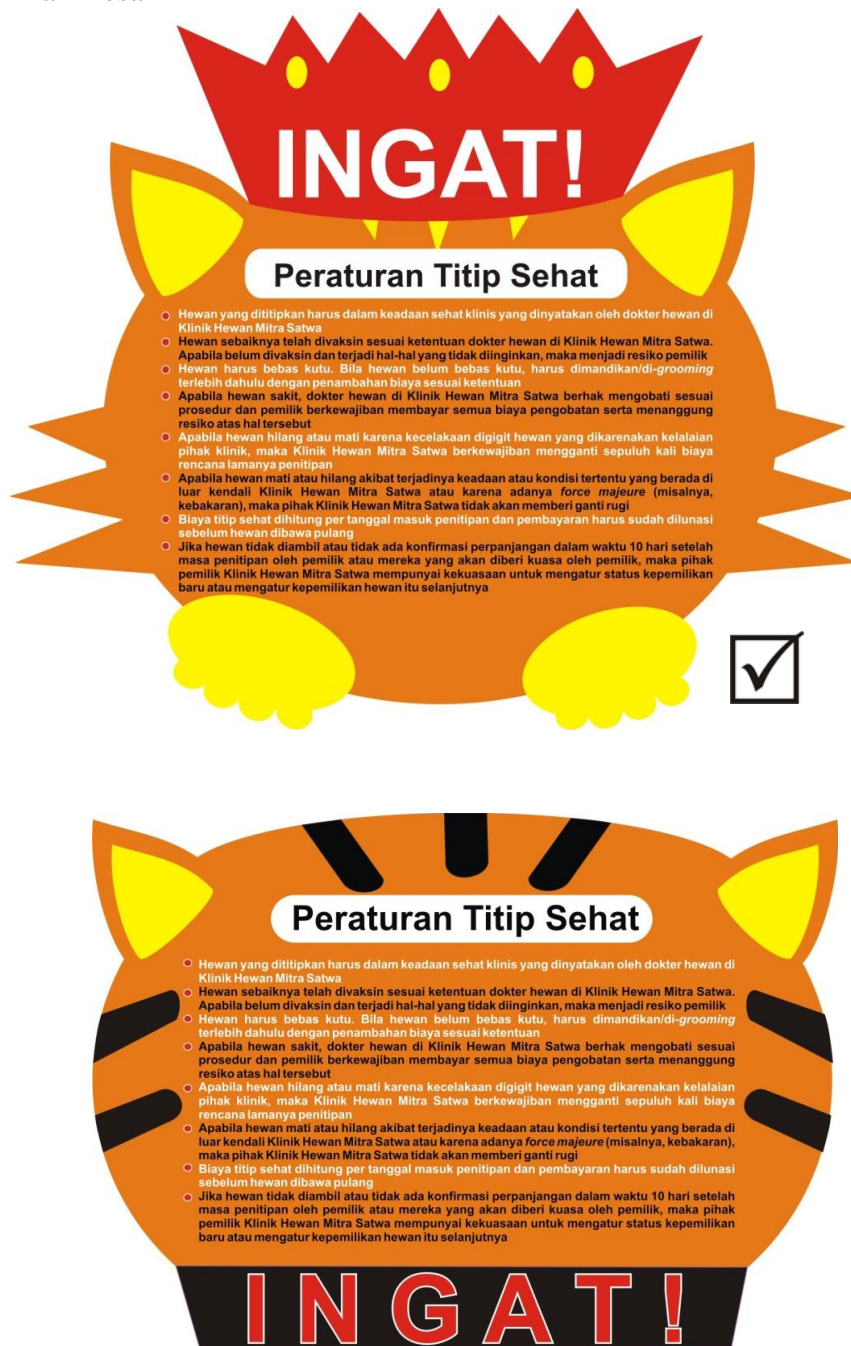 INGAT!
Peraturan Titip Sehat
Hewan yang dititipkan harus dalam keadaan sehat klinis yang dinyatakan oleh dokter hewan di
Klinik Hewan Mitra Satwa
Hewan sebaiknya telah divaksin sesuai ketentuan dokter hewan di Klinik Hewan Mitra Satwa.
Apabila belum divaksin dan terjadi hal-hal yang tidak diinginkan, maka menjadi resiko pemilik
Hewan harus bebas kutu. Bila hewan belum bebas kutu, harus dimandikan/di-grooming
terlebih dahulu dengan penambahan biaya sesuai ketentuan
Apabila hewan sakit, dokter hewan di Klinik Hewan Mitra Satwa berhak mengobati sesuai
prosedur dan pemilik berkewajiban membayar semua biaya pengobatan serta menanggung
resiko atas hal tersebut
Apabila hewan hilang atau mati karena kecelakaan digigit hewan yang dikarenakan kelalaian
pihak klinik, maka Klinik Hewan Mitra Satwa berkewajiban mengganti sepuluh kali biaya
rencana lamanya penitipan
Apabila hewan mati atau hilang akibat terjadinya keadaan atau kondisi tertentu yang berada di
luar kendali Klinik Hewan Mitra Satwa atau karena adanya force majeure (misalnya,
kebakaran), maka pihak Klinik Hewan Mitra Satwa tidak akan memberi ganti rugi
Biaya titip sehat dihitung per tanggal masuk penitipan dan pembayaran harus sudah dilunasi
sebelum hewan dibawa pulang
Jika hewan tidak diambil atau tidak ada konfirmasi perpanjangan dalam waktu 10 hari setelah
masa penitipan oleh pemilik atau mereka yang akan diberi kuasa oleh pemilik, maka pihak
pemilik Klinik Hewan Mitra Satwa mempunyai kekuasaan untuk mengatur status kepemilikan
baru atau mengatur kepemilikan hewan itu selanjutnya
Peraturan Titip Sehat
Hewan yang dititipkan harus dalam keadaan sehat klinis yang dinyatakan oleh dokter hewan di
Klinik Hewan Mitra Satwa
Hewan sebaiknya telah divaksin sesuai ketentuan dokter hewan di Klinik Hewan Mitra Satwa.
Apabila belum divaksin dan terjadi hal-hal yang tidak diinginkan, maka menjadi resiko pemilik
Hewan harus bebas kutu. Bila hewan belum bebas kutu, harus dimandikan/di-grooming
terlebih dahulu dengan penambahan biaya sesuai ketentuan
Apabila hewan sakit, dokter hewan di Klinik Hewan Mitra Satwa berhak mengobati sesuai
prosedur dan pemilik berkewajiban membayar semua biaya pengobatan serta menanggung
resiko atas hal tersebut
Apabila hewan hilang atau mati karena kecelakaan digigit hewan yang dikarenakan kelalaian
pihak klinik, maka Klinik Hewan Mitra Satwa berkewajiban mengganti sepuluh kali biaya
rencana lamanya penitipan
Apabila hewan mati atau hilang akibat terjadinya keadaan atau kondisi tertentu yang berada di
luar kendali Klinik Hewan Mitra Satwa atau karena adanya force majeure (misalnya, kebakaran),
maka pihak Klinik Hewan Mitra Satwa tidak akan memberi ganti rugi
Biaya titip sehat dihitung per tanggal masuk penitipan dan pembayaran harus sudah dilunasi
sebelum hewan dibawa pulang
Jika hewan tidak diambil atau tidak ada konfirmasi perpanjangan dalam waktu 10 hari setelah
masa penitipan oleh pemilik atau mereka yang akan diberi kuasa oleh pemilik, maka pihak
pemilik Klinik Hewan Mitra Satwa mempunyai kekuasaan untuk mengatur status kepemilikan
baru atau mengatur kepemilikan hewan itu selanjutnya
INGAT!